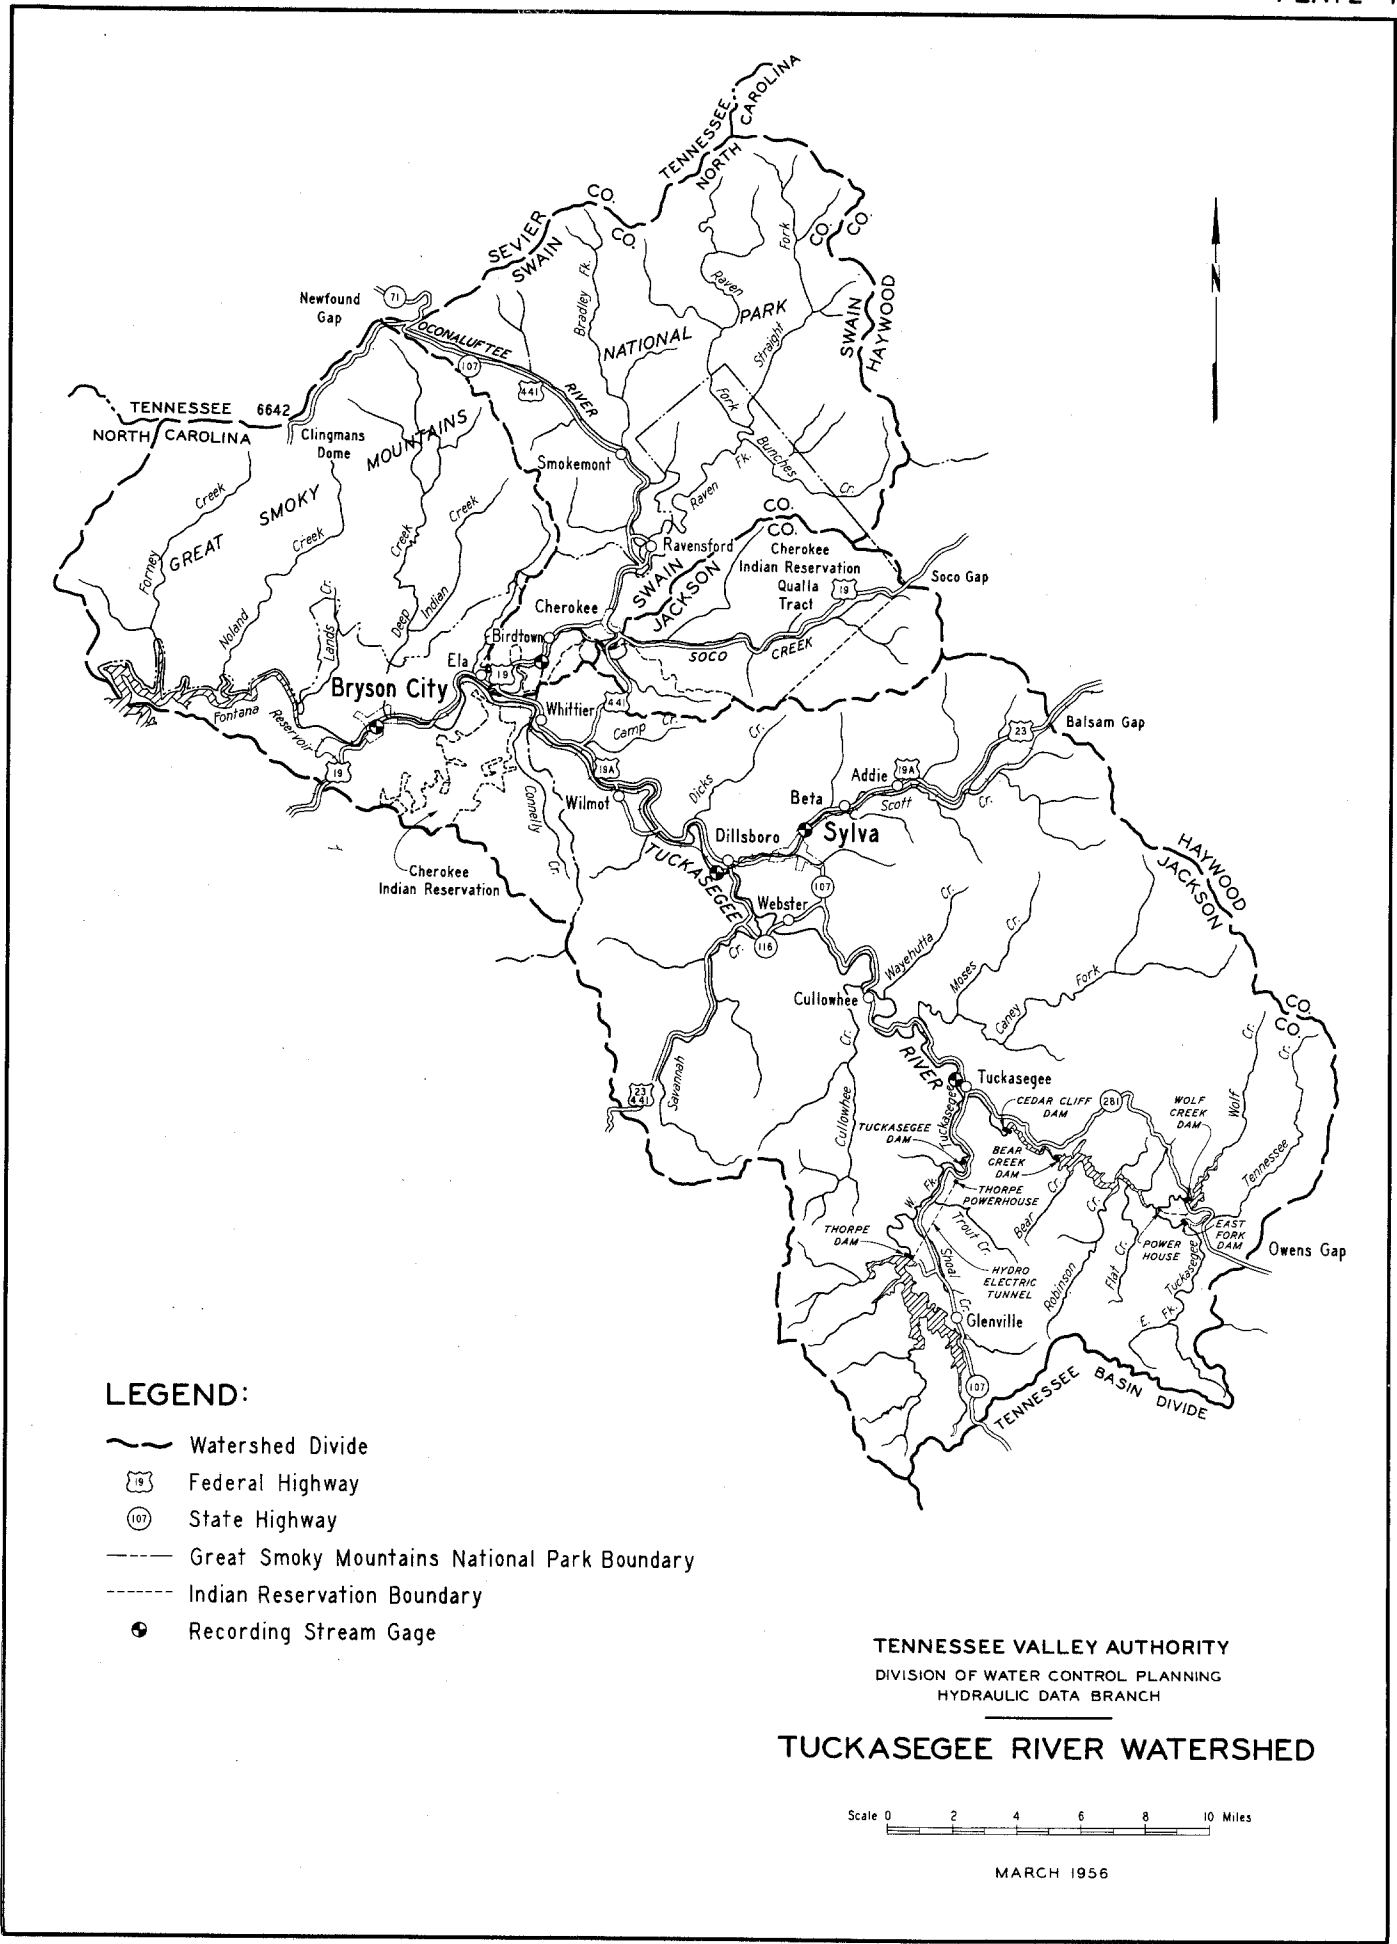 TENNESSEE
NORTH
CAROLINA
SEVIER
CO.
SWAIN
CO.
CO.
CO.
SWAIN
HAYWOOD
N
Newfound
Gap
71
OCONALUFTEE
RIVER
107
441
Bradley Fk.
Raven
Fork
Straight
Fork
NATIONAL
PARK
TENNESSEE
NORTH CAROLINA
6642
Clingmans
Dome
GREAT
SMOKY
MOUNTAINS
Smokemont
Bunches
Cr.
Raven
Fk.
Forney
Creek
Noland
Creek
Lands
Cr.
Deep
Creek
Indian
Creek
Ravensford
CO.
CO.
SWAIN
JACKSON
Cherokee
Indian Reservation
Qualla
Tract
19
Soco Gap
Cherokee
Birdtown
SOCO
CREEK
Ela
19
Bryson City
Fontana
Reservoir
19
Whittier
441
Camp Cr.
19A
Wilmot
Connelly
Cr.
Dicks
Cr.
Cherokee
Indian Reservation
23
Balsam Gap
Addie
19A
Beta
Scott
Cr.
Sylva
Dillsboro
TUCKASEGEE
107
Webster
116
Cr.
Savannah
23
441
HAYWOOD
JACKSON
CO.
CO.
Wayehutta
Cr.
Moses
Cr.
Caney
Fork
Cullowhee
Cullowhee
Cr.
RIVER
Tuckasegee
CEDAR CLIFF
DAM
281
WOLF
CREEK
DAM
Wolf
Cr.
Tennessee
Cr.
TUCKASEGEE
DAM
W. Fk.
Tuckasegee
BEAR
CREEK
DAM
THORPE
POWERHOUSE
Trout Cr.
Bear
Cr.
THORPE
DAM
Shoal
Cr.
HYDRO
ELECTRIC
TUNNEL
Robinson
Cr.
Flat Cr.
POWER
HOUSE
EAST
FORK
DAM
Owens Gap
E. Fk.
Tuckasegee
Glenville
107
TENNESSEE BASIN DIVIDE
LEGEND:
Watershed Divide
19
Federal Highway
107
State Highway
Great Smoky Mountains National Park Boundary
Indian Reservation Boundary
Recording Stream Gage
TENNESSEE VALLEY AUTHORITY
DIVISION OF WATER CONTROL PLANNING
HYDRAULIC DATA BRANCH
TUCKASEGEE RIVER WATERSHED
Scale 0 2 4 6 8 10 Miles
MARCH 1956